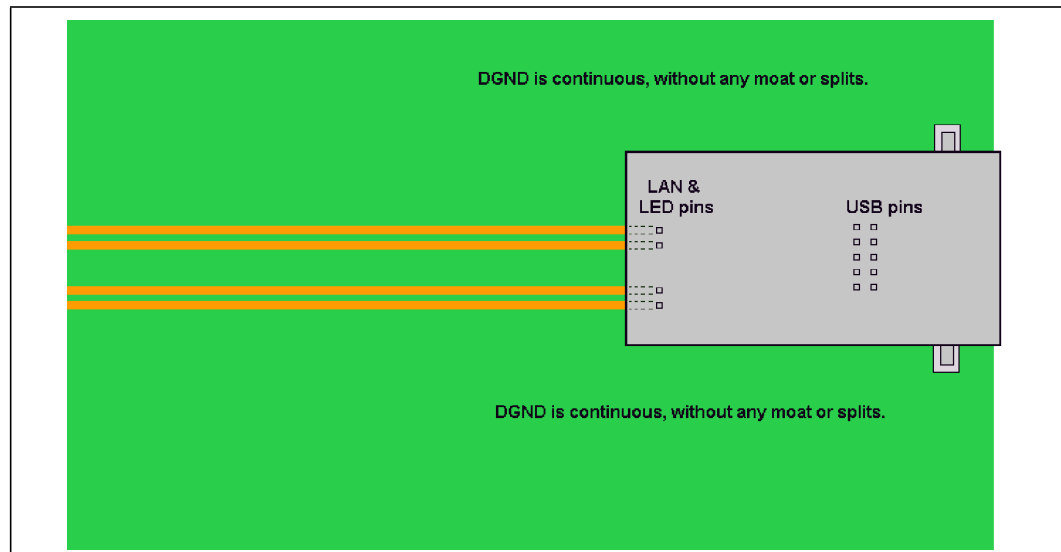 DGND is continuous, without any moat or splits.
LAN &
LED pins
USB pins
DGND is continuous, without any moat or splits.